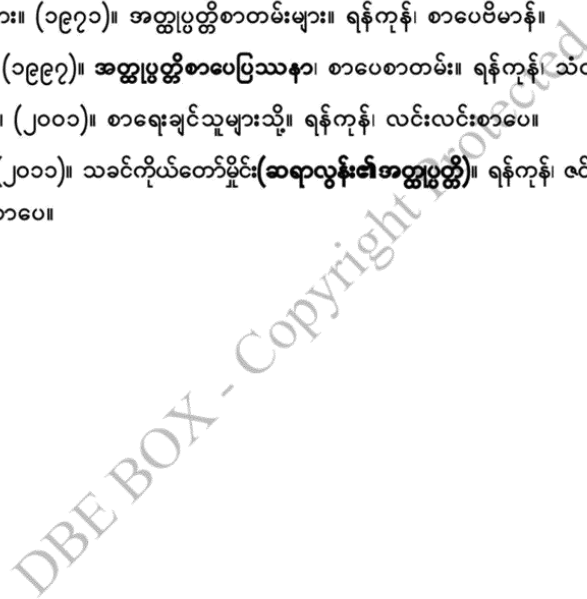 (၁၉၇၁)။ အတ္ထုပ္ပတ္တိစာတမ်းများ။ ရန်ကုန်၊ စာပေဗိမာန်။
(၁၉၉၇)။ အတ္ထုပ္ပတ္တိစာပေပြဿနာ၊ စာပေစာတမ်း။ ရန်ကုန်၊
(၂၀၀၁)။ စာရေးချင်သူများသို့။ ရန်ကုန်၊ လင်းလင်းစာပေ။
(၂၀၁၁)။ သခင်ကိုယ်တော်မှိုင်း(ဆရာလွန်း၏အတ္ထုပ္ပတ္တိ)။ ရန်ကုန်၊
စာပေ။
DBE BOX - Copyright Protected